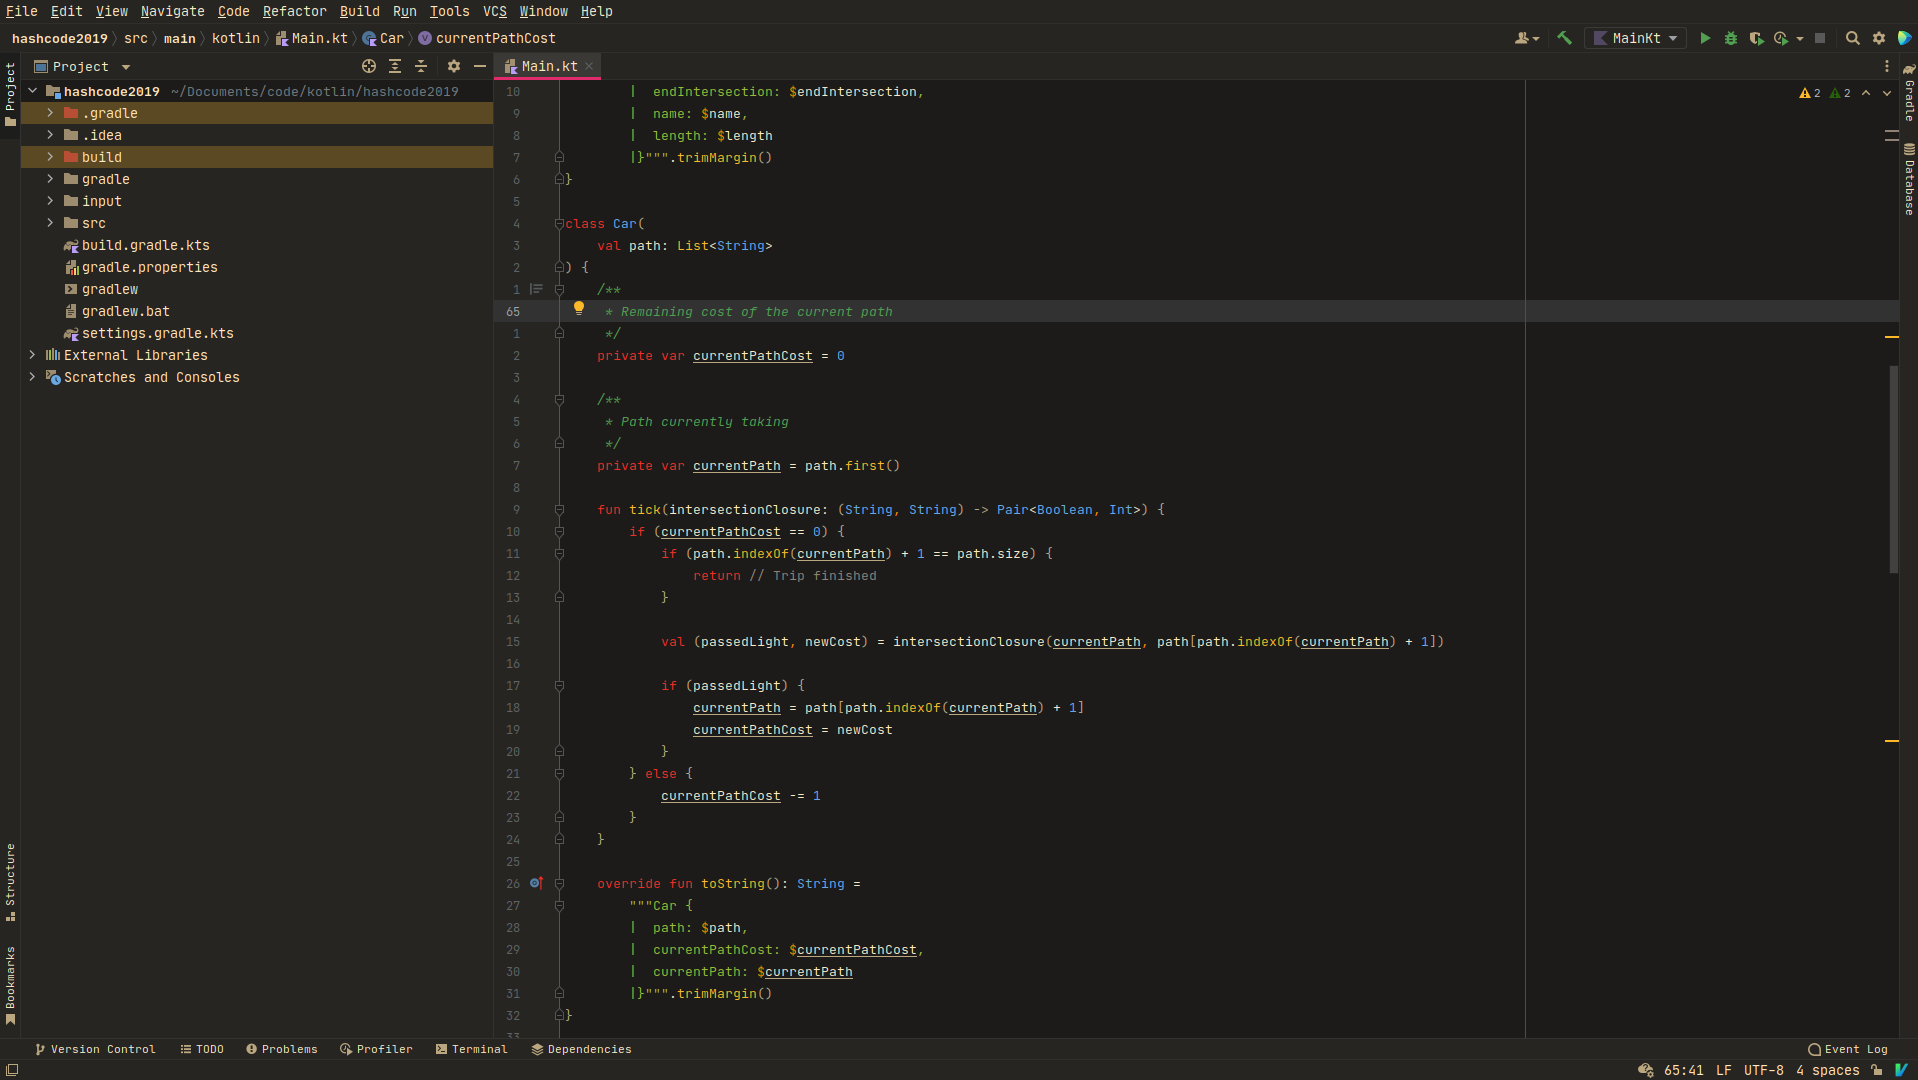 File Edit View Navigate Code Refactor Build Run Tools VCS Window Help
hashcode2019 src main kotlin Main.kt Car currentPathCost
MainKt
Project
Main.kt
Project
hashcode2019 ~/Documents/code/kotlin/hashcode2019
.gradle
.idea
build
gradle
input
src
build.gradle.kts
gradle.properties
gradlew
gradlew.bat
settings.gradle.kts
External Libraries
Scratches and Consoles
Structure
Bookmarks
10 | endIntersection: $endIntersection,
9 | name: $name,
8 | length: $length
7 |}""".trimMargin()
6 }
5
4 class Car(
3 val path: List<String>
2 ) {
1 /**
65 * Remaining cost of the current path
1 */
2 private var currentPathCost = 0
3
4 /**
5 * Path currently taking
6 */
7 private var currentPath = path.first()
8
9 fun tick(intersectionClosure: (String, String) -> Pair<Boolean, Int>) {
10 if (currentPathCost == 0) {
11 if (path.indexOf(currentPath) + 1 == path.size) {
12 return // Trip finished
13 }
14
15 val (passedLight, newCost) = intersectionClosure(currentPath, path[path.indexOf(currentPath) + 1])
16
17 if (passedLight) {
18 currentPath = path[path.indexOf(currentPath) + 1]
19 currentPathCost = newCost
20 }
21 } else {
22 currentPathCost -= 1
23 }
24 }
25
26 override fun toString(): String =
27 """Car {
28 | path: $path,
29 | currentPathCost: $currentPathCost,
30 | currentPath: $currentPath
31 |}""".trimMargin()
32 }
33
2 2
Gradle
Database
Version Control TODO Problems Profiler Terminal Dependencies Event Log
65:41 LF UTF-8 4 spaces